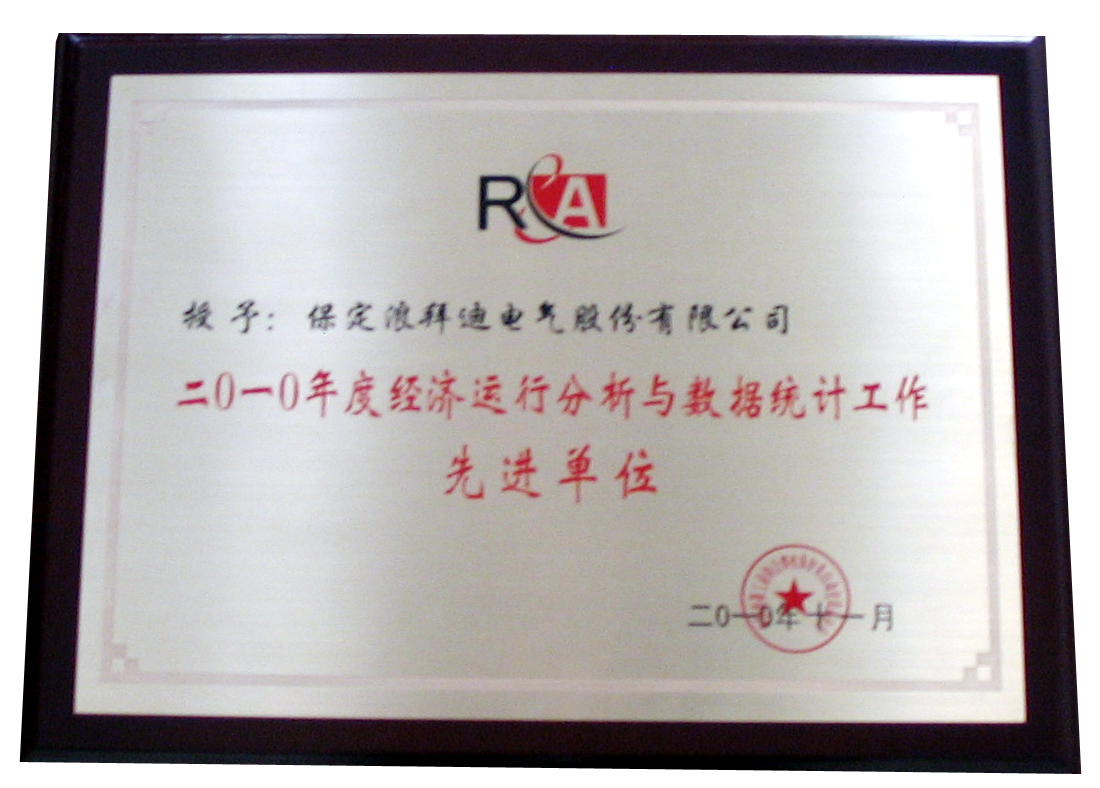 R A
授予：保定浪拜迪电气股份有限公司
二0一0年度经济运行分析与数据统计工作
先进单位
二0一0年十一月